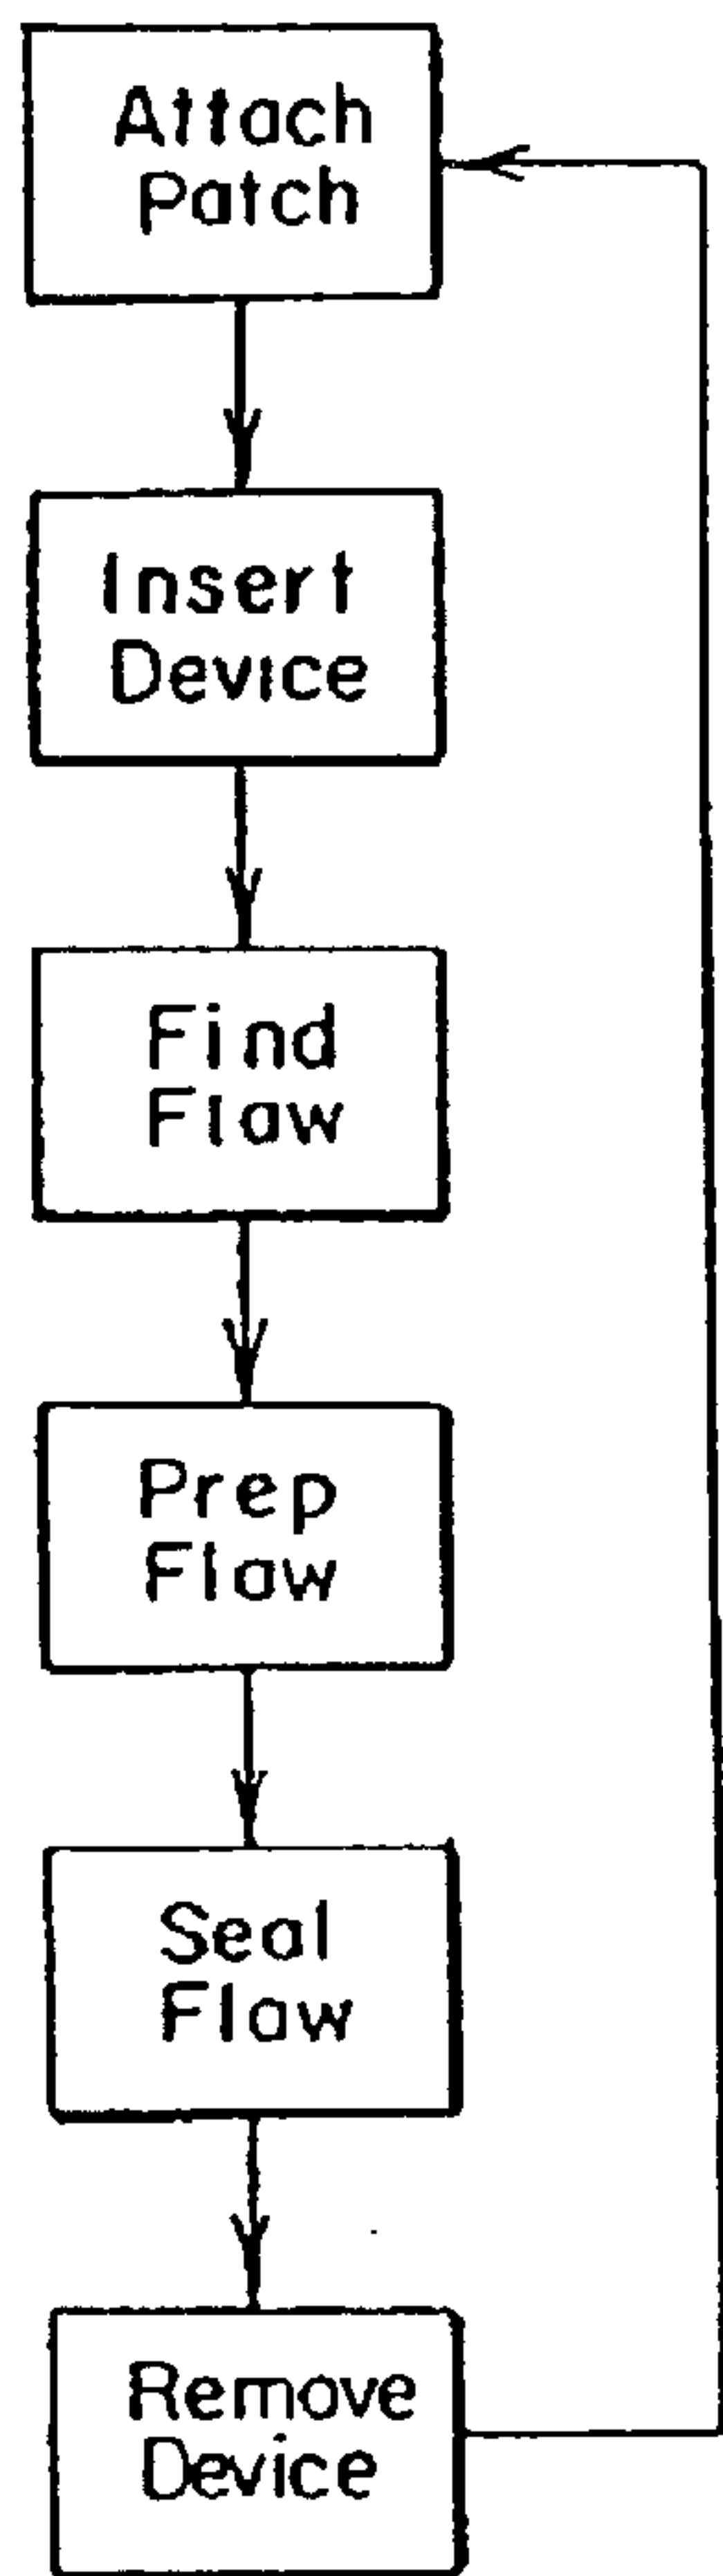 Attach
Patch
Insert
Device
Find
Flaw
Prep
Flaw
Seal
Flaw
Remove
Device